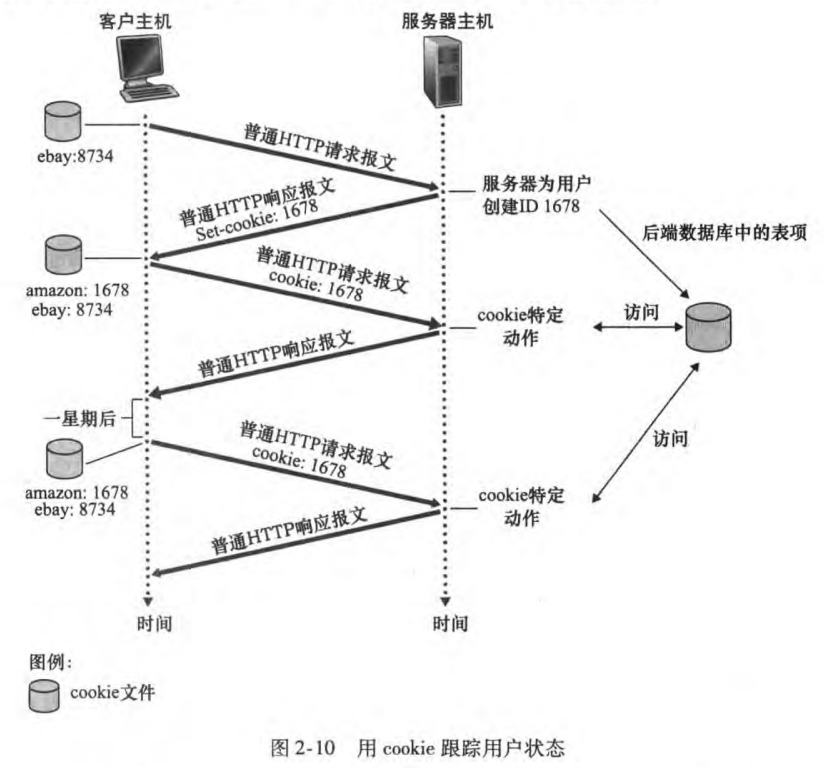 客户主机
服务器主机
ebay:8734
普通HTTP请求报文
服务器为用户
创建ID 1678
普通HTTP响应报文
Set-cookie: 1678
后端数据库中的表项
amazon: 1678
ebay: 8734
普通HTTP请求报文
cookie: 1678
cookie特定
动作
访问
普通HTTP响应报文
一星期后
访问
普通HTTP请求报文
cookie: 1678
amazon: 1678
ebay: 8734
cookie特定
动作
普通HTTP响应报文
时间
时间
图例:
cookie文件
图 2-10 用 cookie 跟踪用户状态